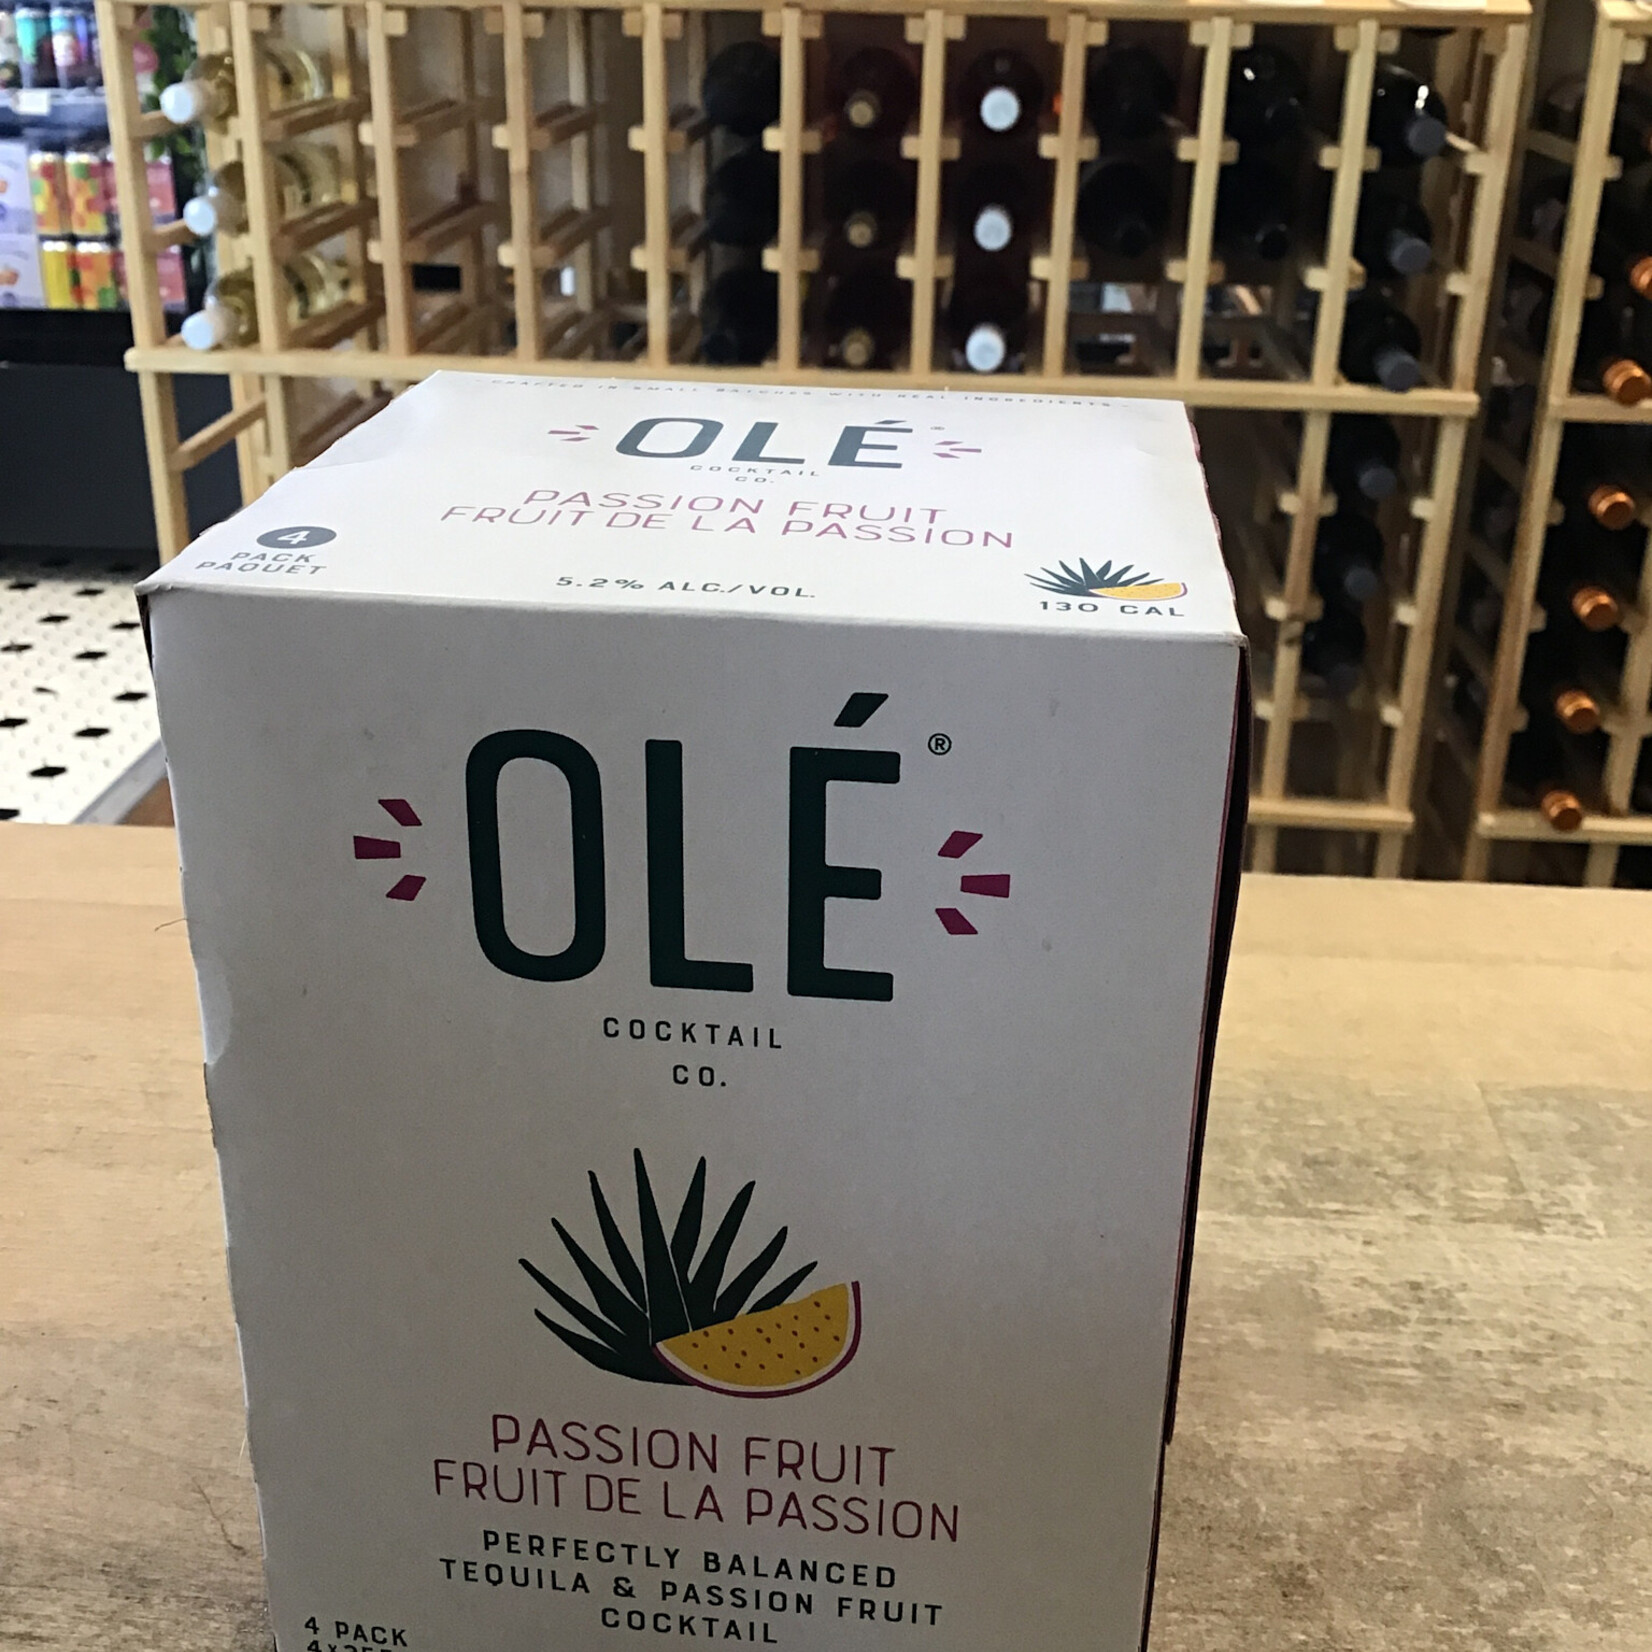 - CRAFTED IN SMALL BATCHES WITH REAL INGREDIENTS -
OLÉ®
COCKTAIL
CO.
PASSION FRUIT
FRUIT DE LA PASSION
4
PACK
PAQUET
5.2% ALC./VOL.
130 CAL
OLÉ®
COCKTAIL
CO.
PASSION FRUIT
FRUIT DE LA PASSION
PERFECTLY BALANCED
TEQUILA & PASSION FRUIT
COCKTAIL
4 PACK